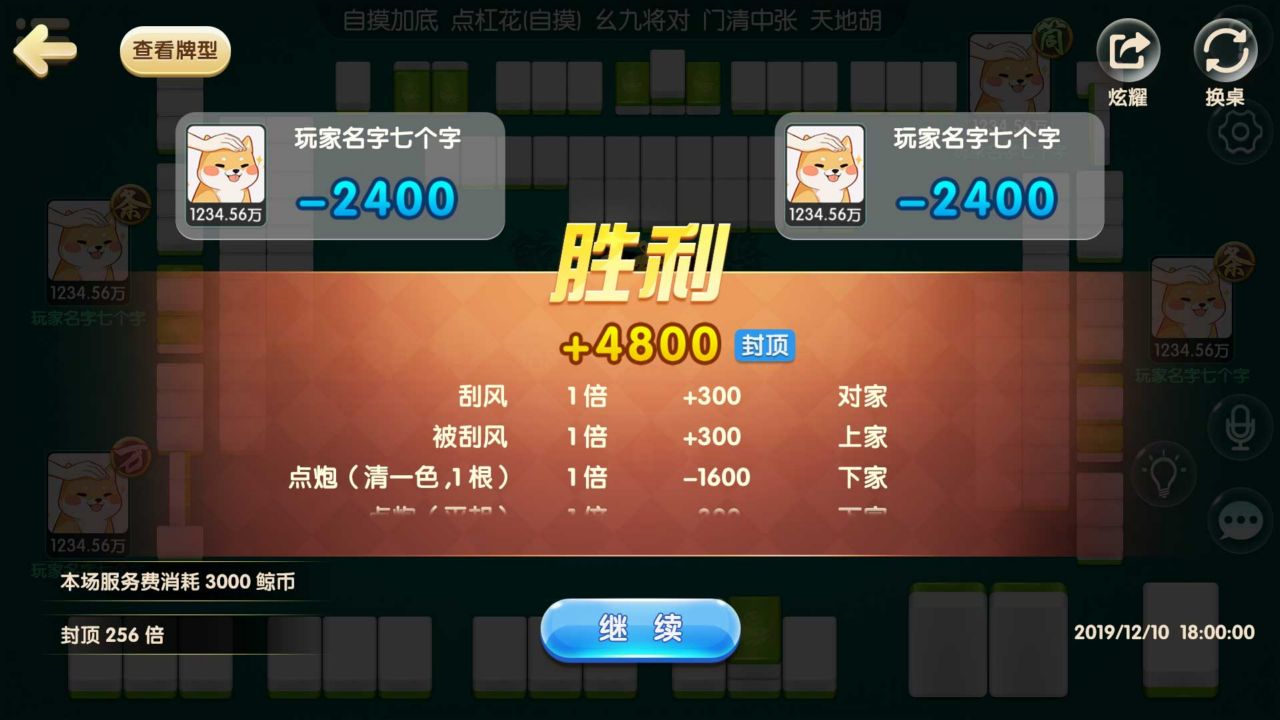 自摸加底 点杠花(自摸) 幺九将对 门清中张 天地胡
查看牌型
炫耀
换桌
筒
玩家名字七个字
-2400
1234.56万
玩家名字七个字
-2400
1234.56万
条
1234.56万
玩家名字七个字
条
1234.56万
玩家名字七个字
胜利
+4800 封顶
刮风 1倍 +300 对家
被刮风 1倍 +300 上家
点炮（清一色,1根） 1倍 -1600 下家
万
1234.56万
本场服务费消耗 3000 鲸币
封顶 256 倍
继 续
2019/12/10 18:00:00